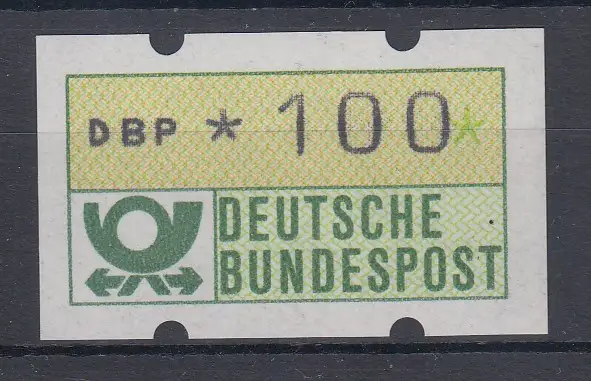 DBP *100*
DEUTSCHE
BUNDESPOST